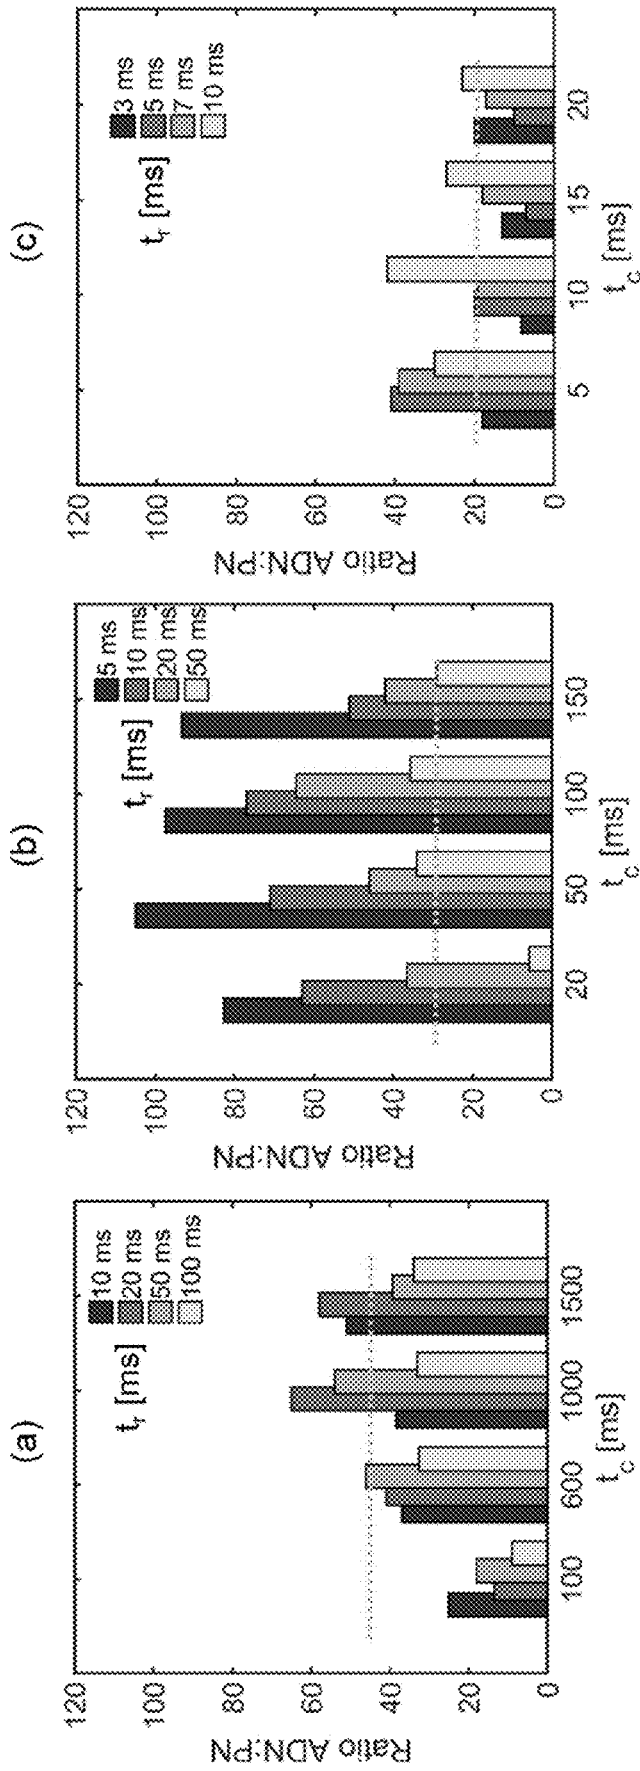 (a)
120
100
80
60
40
20
0
Ratio ADN:PN
10 ms
20 ms
50 ms
100 ms
t_r [ms]
100
600
1000
1500
t_c [ms]
(b)
120
100
80
60
40
20
0
Ratio ADN:PN
5 ms
10 ms
20 ms
50 ms
t_r [ms]
20
50
100
150
t_c [ms]
(c)
120
100
80
60
40
20
0
Ratio ADN:PN
3 ms
5 ms
7 ms
10 ms
t_r [ms]
5
10
15
20
t_c [ms]